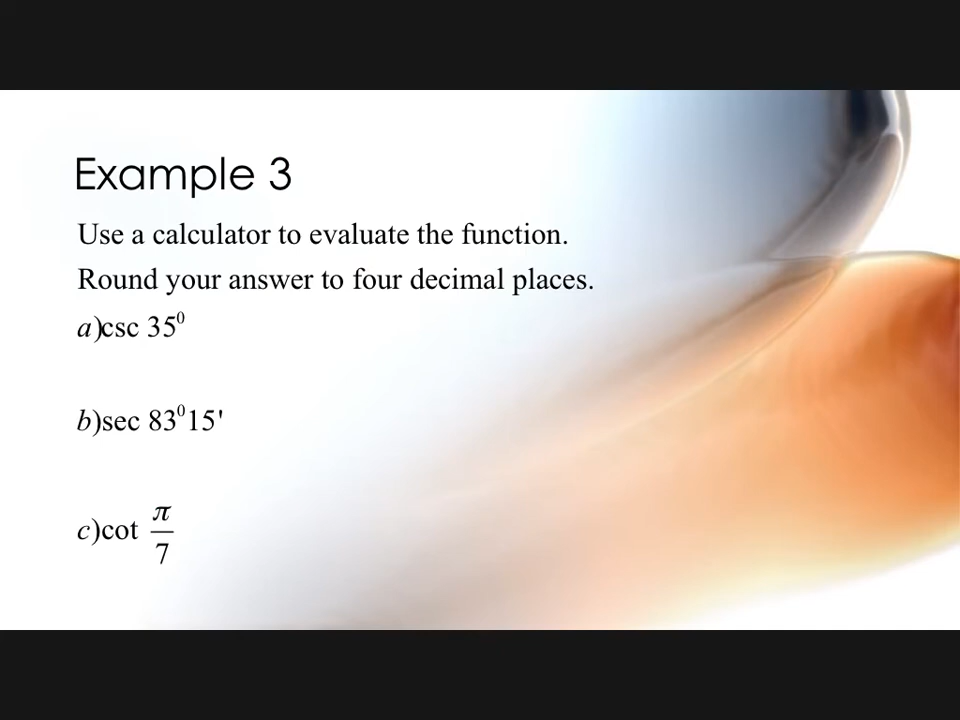 Example 3
Use a calculator to evaluate the function.
Round your answer to four decimal places.
a)csc 35⁰
b)sec 83⁰15'
c)cot π/7